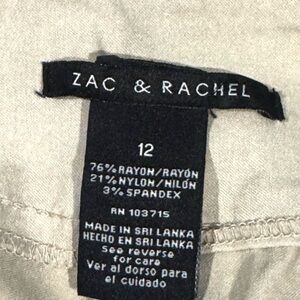 ZAC & RACHEL
12
76% RAYON/RAYÓN
21% NYLON/NILÓN
3% SPANDEX
RN 103715
MADE IN SRI LANKA
HECHO EN SRI LANKA
See reverse
for care
Ver al dorso para
el cuidado